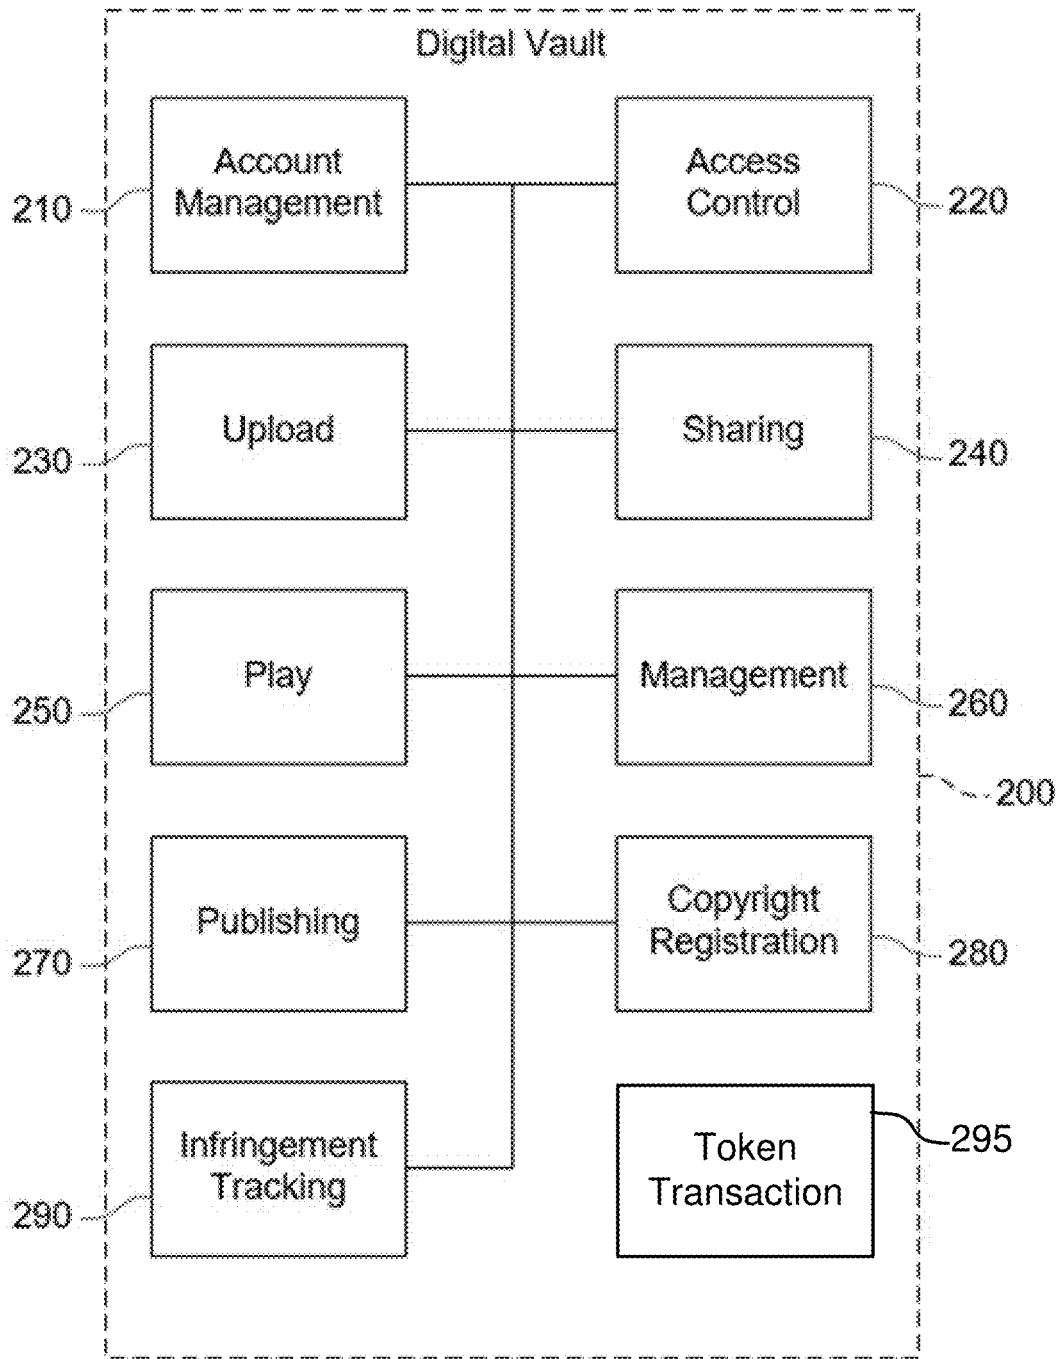 Digital Vault
Account
Management
210
Access
Control
220
Upload
230
Sharing
240
Play
250
Management
260
200
Publishing
270
Copyright
Registration
280
Infringement
Tracking
290
Token
Transaction
295